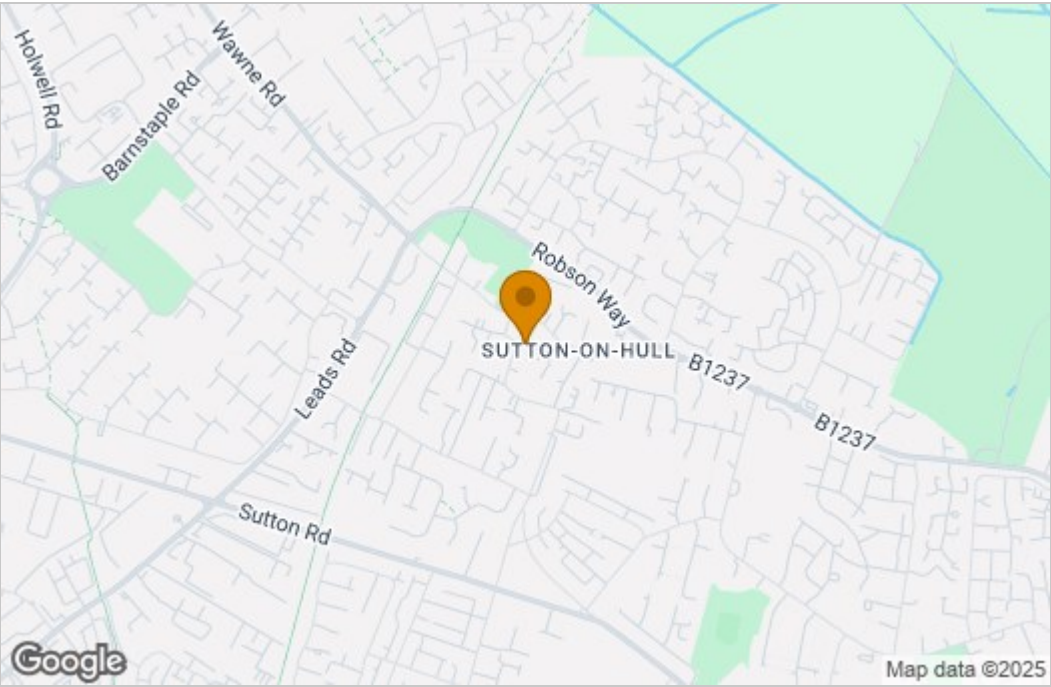 Holwell Rd
Barnstaple Rd
Wawne Rd
Robson Way
SUTTON-ON-HULL
B1237
B1237
Leads Rd
Sutton Rd
Google
Map data ©2025